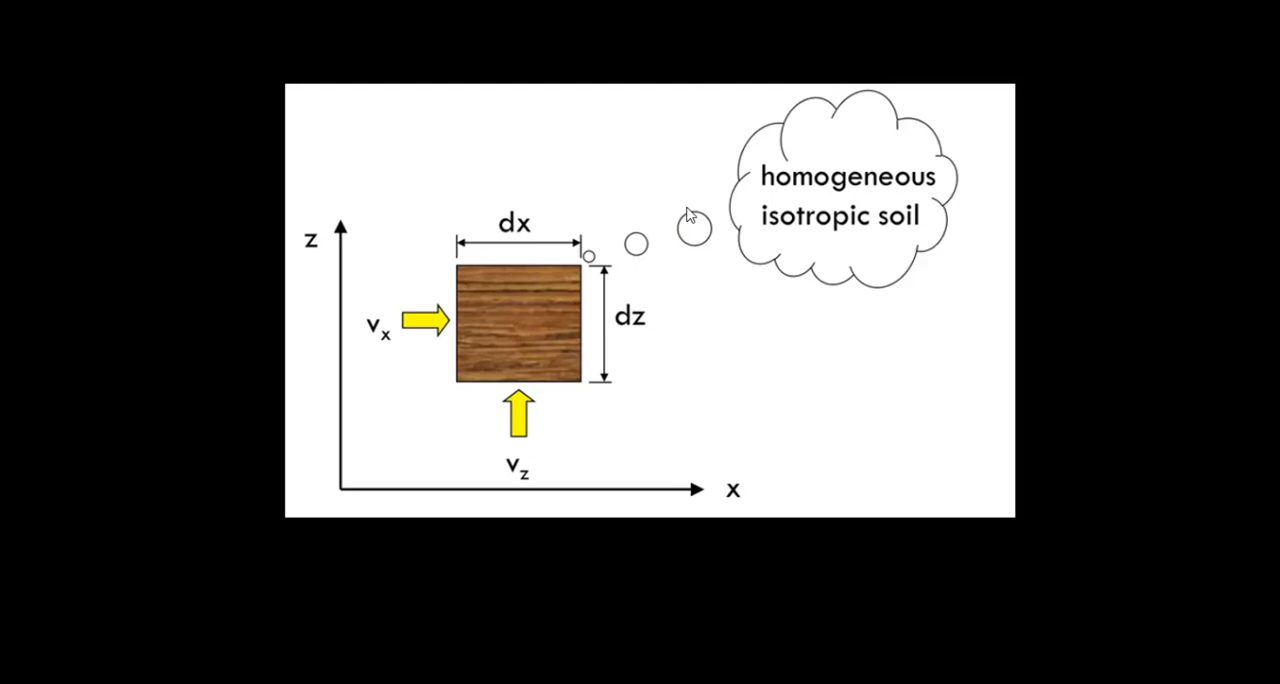 homogeneous
isotropic soil
dx
z
dz
vx
vz
x